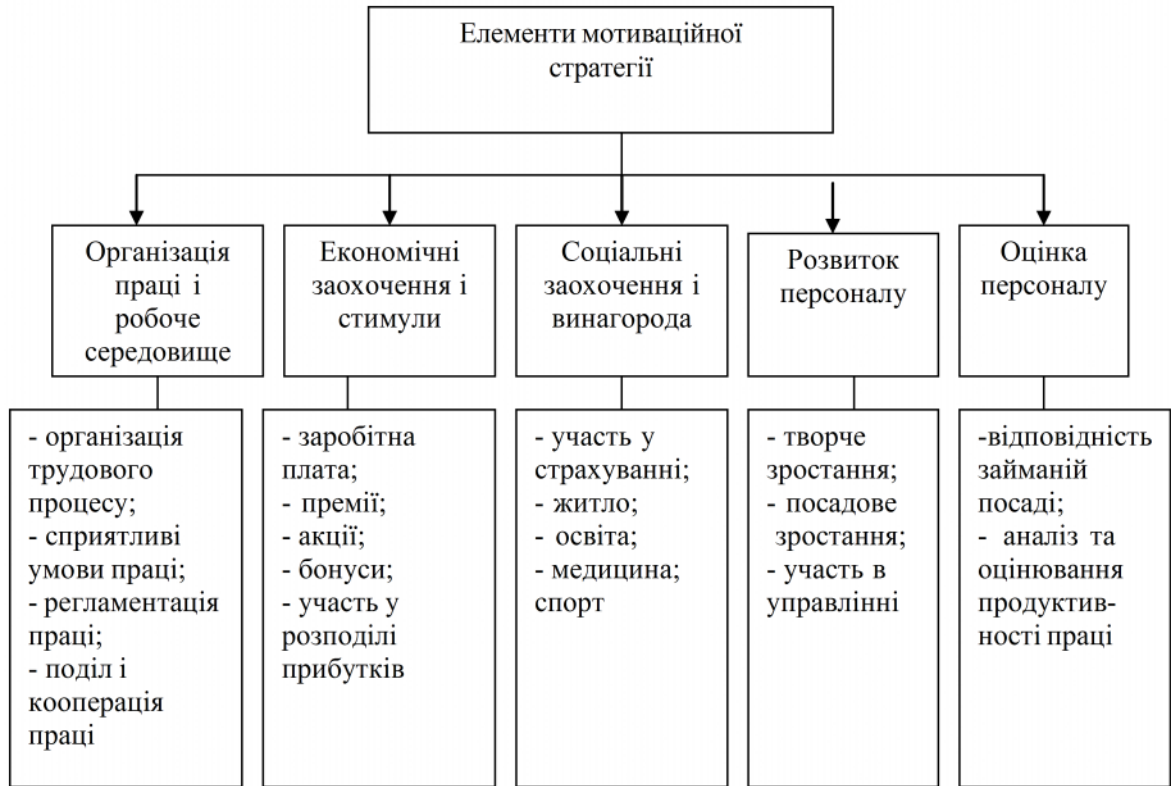 Елементи мотиваційної
стратегії
Організація
праці і
робоче
середовище
Економічні
заохочення і
стимули
Соціальні
заохочення і
винагорода
Розвиток
персоналу
Оцінка
персоналу
- організація
трудового
процесу;
- сприятливі
умови праці;
- регламентація
праці;
- поділ і
кооперація
праці
- заробітна
плата;
- премії;
- акції;
- бонуси;
- участь у
розподілі
прибутків
- участь у
страхуванні;
- житло;
- освіта;
- медицина;
спорт
- творче
зростання;
- посадове
зростання;
- участь в
управлінні
-відповідність
займаній
посаді;
- аналіз та
оцінювання
продуктив-
ності праці